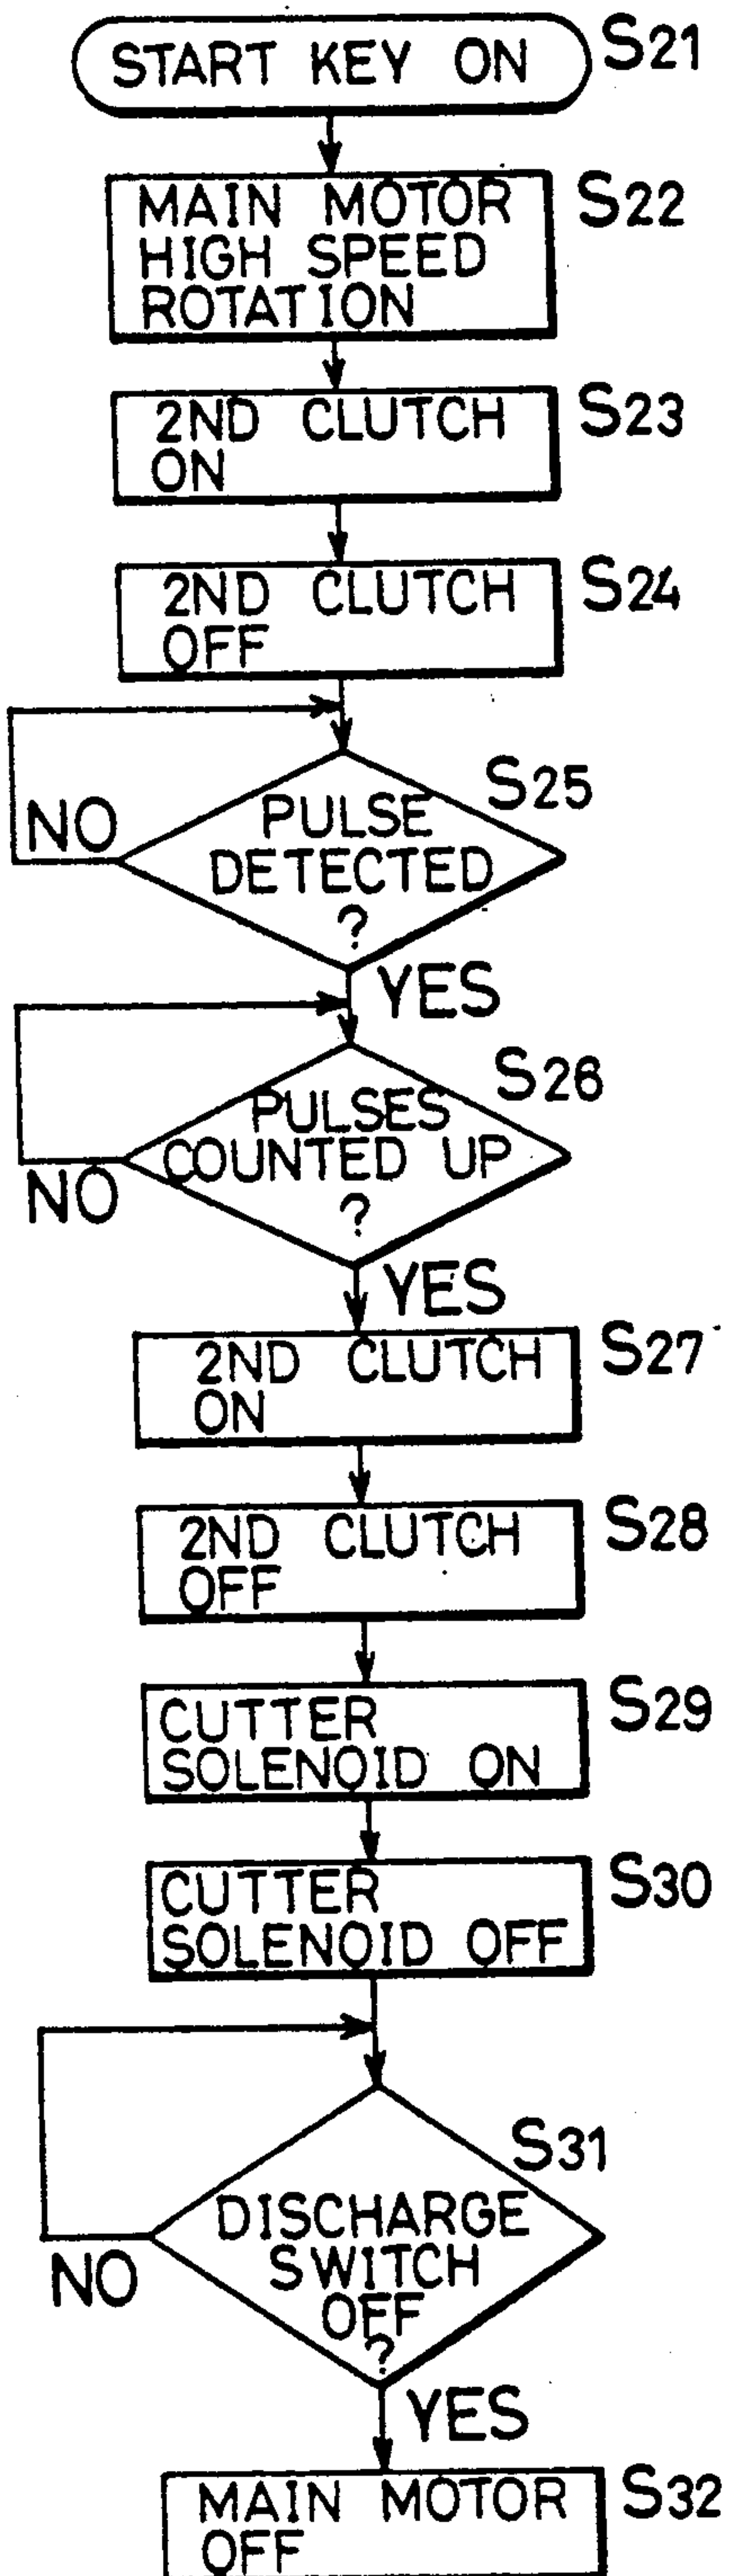 START KEY ON S21
MAIN MOTOR S22
HIGH SPEED
ROTATION
2ND CLUTCH S23
ON
2ND CLUTCH S24
OFF
S25
PULSE
NO
DETECTED
?
YES
S26
PULSES
COUNTED UP
NO
?
YES
2ND CLUTCH S27
ON
2ND CLUTCH S28
OFF
CUTTER S29
SOLENOID ON
CUTTER S30
SOLENOID OFF
S31
DISCHARGE
SWITCH
NO
OFF
?
YES
MAIN MOTOR S32
OFF